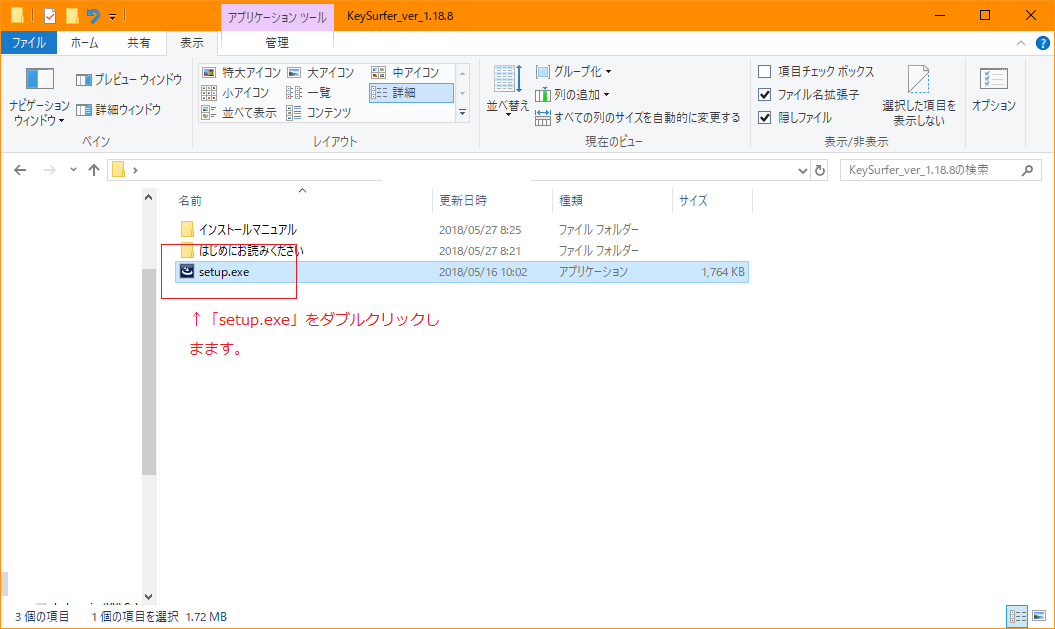 アプリケーション ツール
KeySurfer_ver_1.18.8
ファイル
ホーム
共有
表示
管理
ナビゲーション
ウィンドウ
プレビュー ウィンドウ
詳細ウィンドウ
ペイン
特大アイコン
大アイコン
中アイコン
小アイコン
一覧
詳細
並べて表示
コンテンツ
レイアウト
並べ替え
グループ化
列の追加
すべての列のサイズを自動的に変更する
現在のビュー
項目チェック ボックス
ファイル名拡張子
隠しファイル
選択した項目を
表示しない
表示/非表示
オプション
KeySurfer_ver_1.18.8の検索
名前
更新日時
種類
サイズ
インストールマニュアル
2018/05/27 8:25
ファイル フォルダー
はじめにお読みください
2018/05/27 8:21
ファイル フォルダー
setup.exe
2018/05/16 10:02
アプリケーション
1,764 KB
↑「setup.exe」をダブルクリックし
まます。
3 個の項目
1 個の項目を選択 1.72 MB